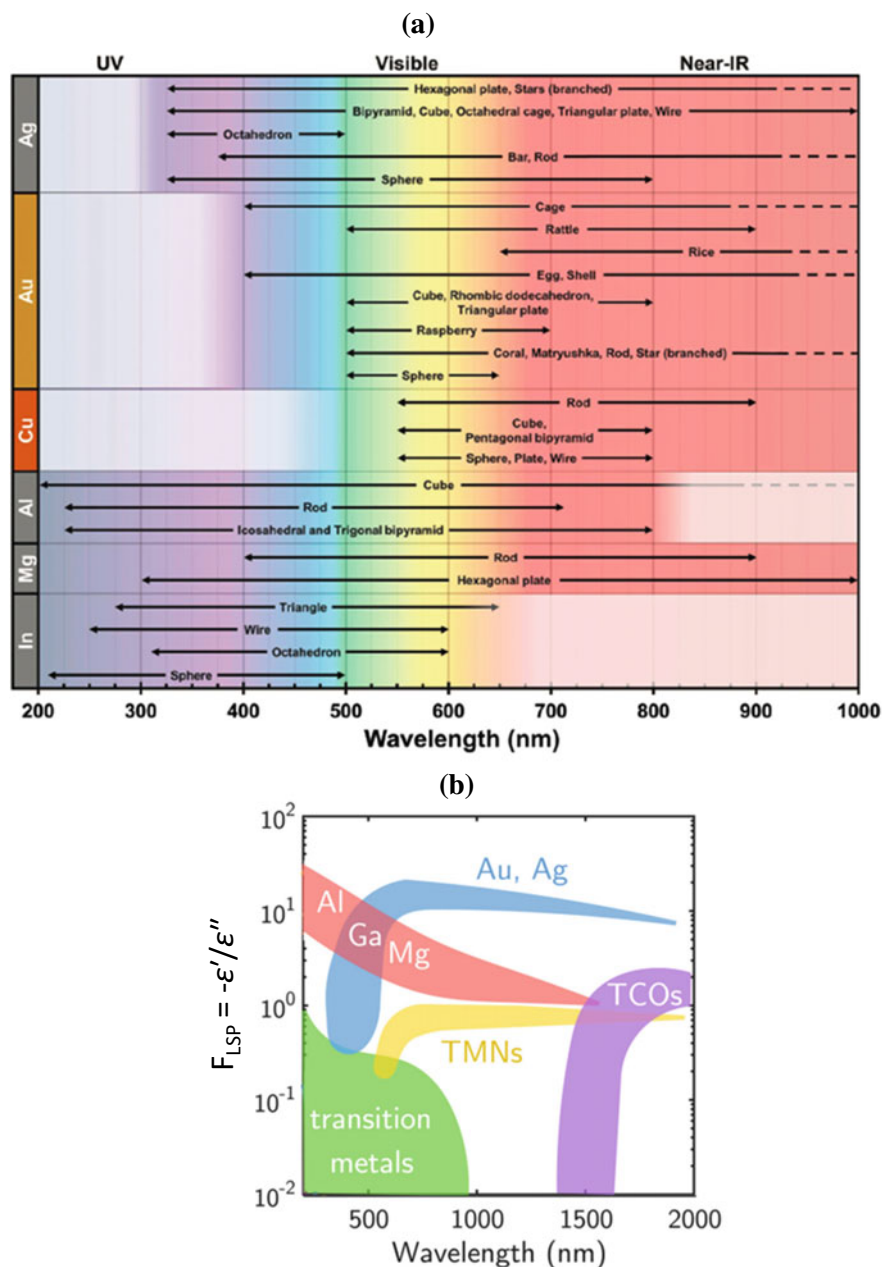 (a)
UV Visible Near-IR
Ag
Hexagonal plate, Stars (branched)
Bipyramid, Cube, Octahedral cage, Triangular plate, Wire
Octahedron
Bar, Rod
Sphere
Au
Cage
Rattle
Rice
Egg, Shell
Cube, Rhombic dodecahedron,
Triangular plate
Raspberry
Coral, Matryushka, Rod, Star (branched)
Sphere
Cu
Rod
Cube,
Pentagonal bipyramid
Sphere, Plate, Wire
Al
Cube
Rod
Icosahedral and Trigonal bipyramid
Mg
Rod
Hexagonal plate
In
Triangle
Wire
Octahedron
Sphere
200 300 400 500 600 700 800 900 1000
Wavelength (nm)
(b)
F_LSP = -ε'/ε"
10²
10¹
10⁰
10⁻¹
10⁻²
Au, Ag
Al
Ga
Mg
TCOs
TMNs
transition
metals
500 1000 1500 2000
Wavelength (nm)